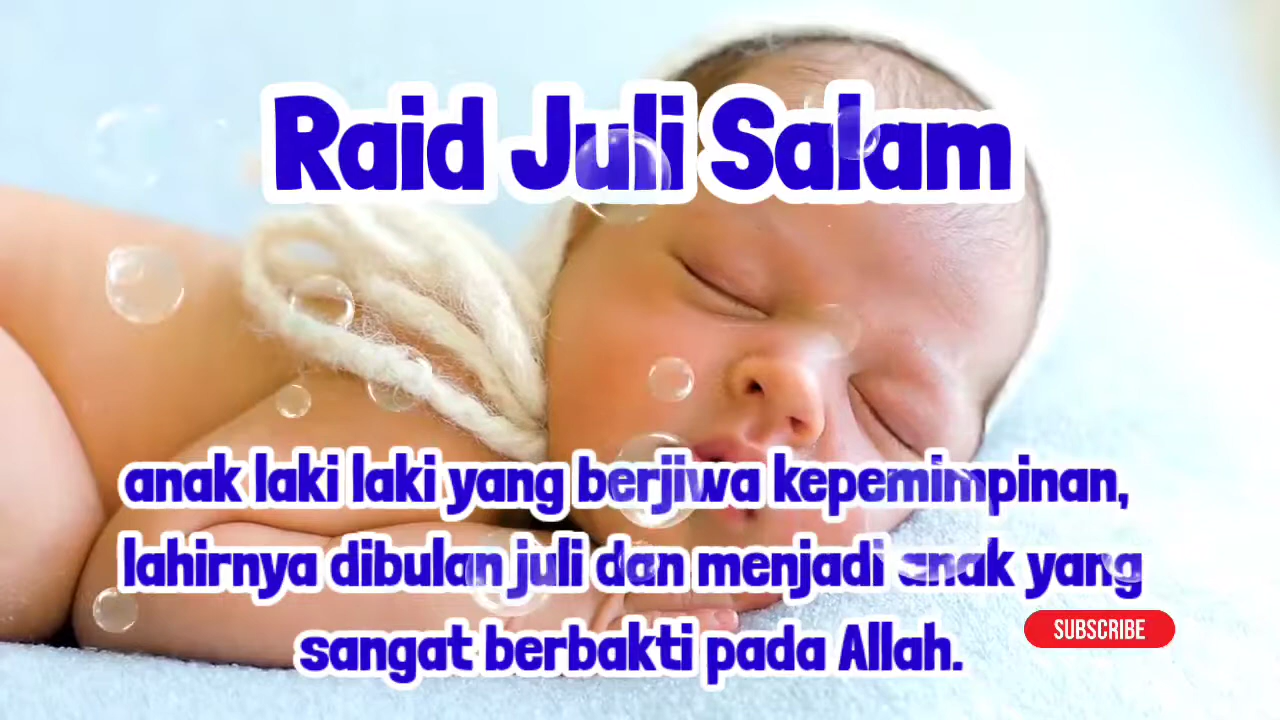 Raid Juli Salam
anak laki laki yang berjiwa kepemimpinan,
lahirnya dibulan juli dan menjadi anak yang
sangat berbakti pada Allah.
SUBSCRIBE